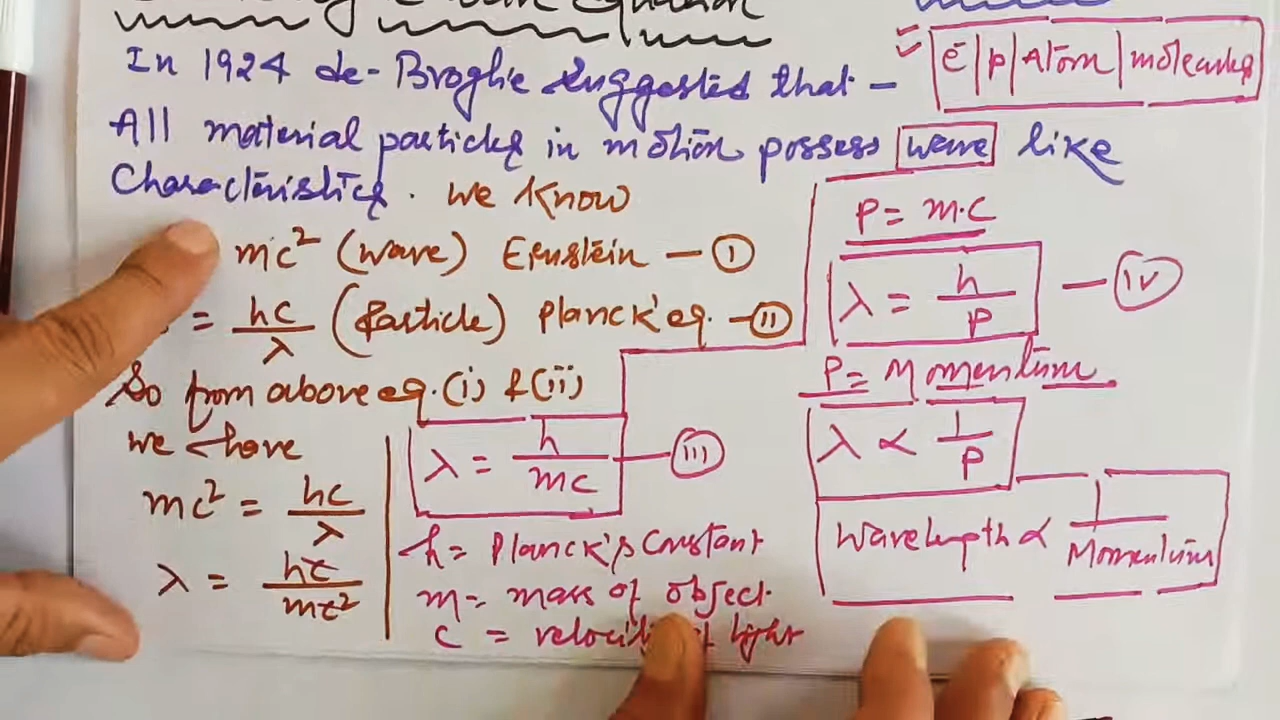 In 1924 de-Broglie suggested that –
e̅ | p | Atom | molecules
All material particles in motion possess wave like
Characteristics. we know
mc² (wave) Einstein – (I)
= hc/λ (Particle) Planck's eq. – (II)
So from above eq. (i) & (ii)
we have
mc² = hc/λ
λ = hc/mc²
λ = h/mc – (III)
h = Planck's Constant
m = mass of object.
c = velocity of light
P = m.c
λ = h/P – (IV)
P = Momentum
λ ∝ 1/P
Wavelength ∝ 1/Momentum